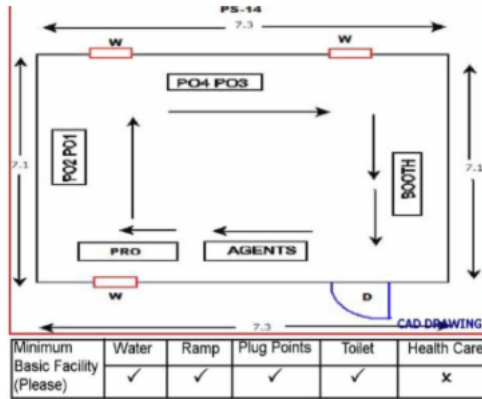 PS-14
7.3
W W
PO4 PO3
7.1
PO2 PO1
BOOTH
7.1
PRO
AGENTS
W
D
CAD DRAWING
7.3
Minimum Basic Facility (Please) Water Ramp Plug Points Toilet Health Care
✓ ✓ ✓ ✓ x